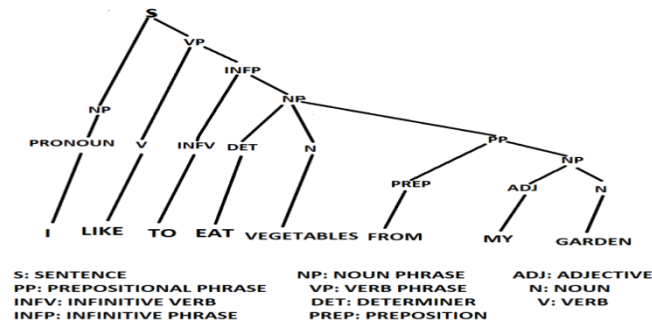 S
VP
INFP
NP
NP
PRONOUN V INFV DET N PP
NP
PREP ADJ N
I LIKE TO EAT VEGETABLES FROM MY GARDEN
S: SENTENCE NP: NOUN PHRASE ADJ: ADJECTIVE
PP: PREPOSITIONAL PHRASE VP: VERB PHRASE N: NOUN
INFV: INFINITIVE VERB DET: DETERMINER V: VERB
INFP: INFINITIVE PHRASE PREP: PREPOSITION